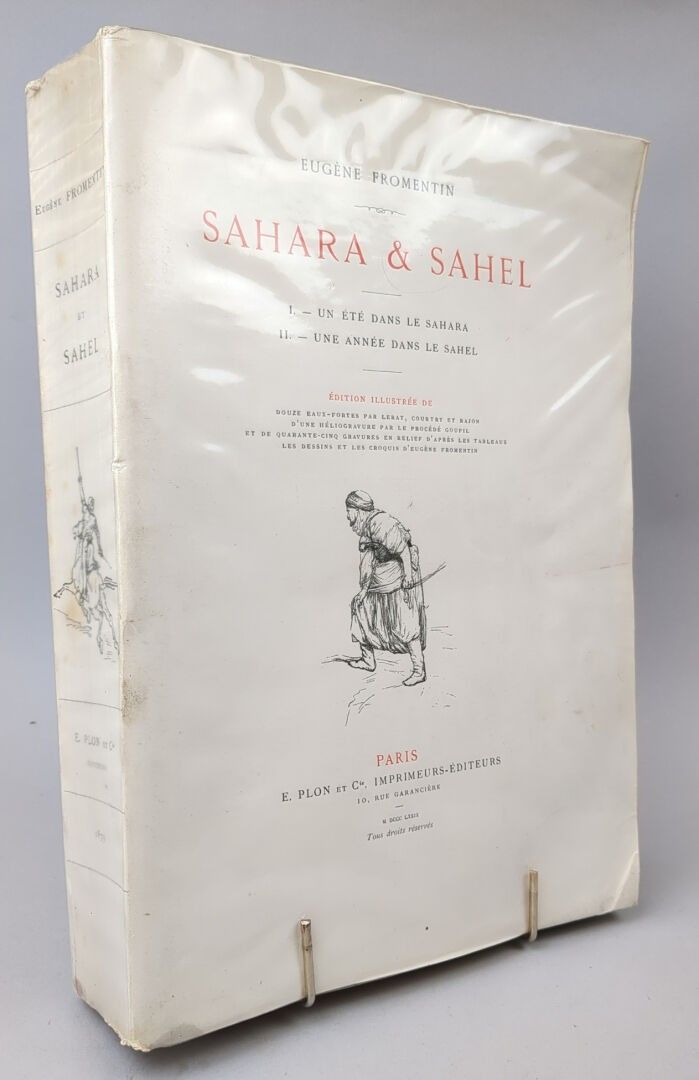 EUGÈNE FROMENTIN
SAHARA & SAHEL
I. — UN ÉTÉ DANS LE SAHARA
II. — UNE ANNÉE DANS LE SAHEL
ÉDITION ILLUSTRÉE DE
DOUZE EAUX-FORTES PAR LERAT, COURTRY ET RAJON
D'UNE HÉLIOGRAVURE PAR LE PROCÉDÉ GOUPIL
ET DE QUARANTE-CINQ GRAVURES EN RELIEF D'APRÈS LES TABLEAUX
LES DESSINS ET LES CROQUIS D'EUGÈNE FROMENTIN
PARIS
E. PLON ET Cie, IMPRIMEURS-ÉDITEURS
10, RUE GARANCIÈRE
M DCCC LXXIX
Tous droits réservés
EUGÈNE FROMENTIN
SAHARA
ET
SAHEL
E. PLON ET Cie
1879